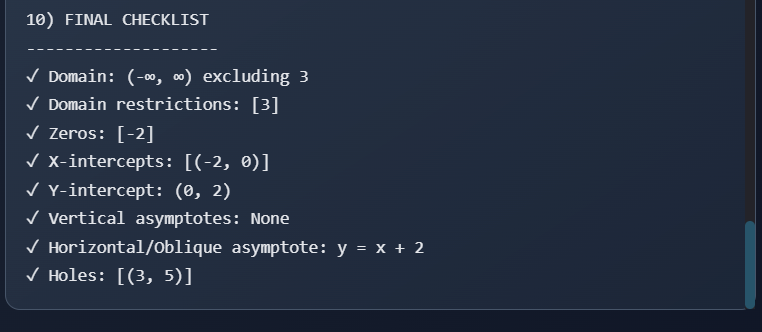 10) FINAL CHECKLIST
--------------------
✓ Domain: (-∞, ∞) excluding 3
✓ Domain restrictions: [3]
✓ Zeros: [-2]
✓ X-intercepts: [(-2, 0)]
✓ Y-intercept: (0, 2)
✓ Vertical asymptotes: None
✓ Horizontal/Oblique asymptote: y = x + 2
✓ Holes: [(3, 5)]